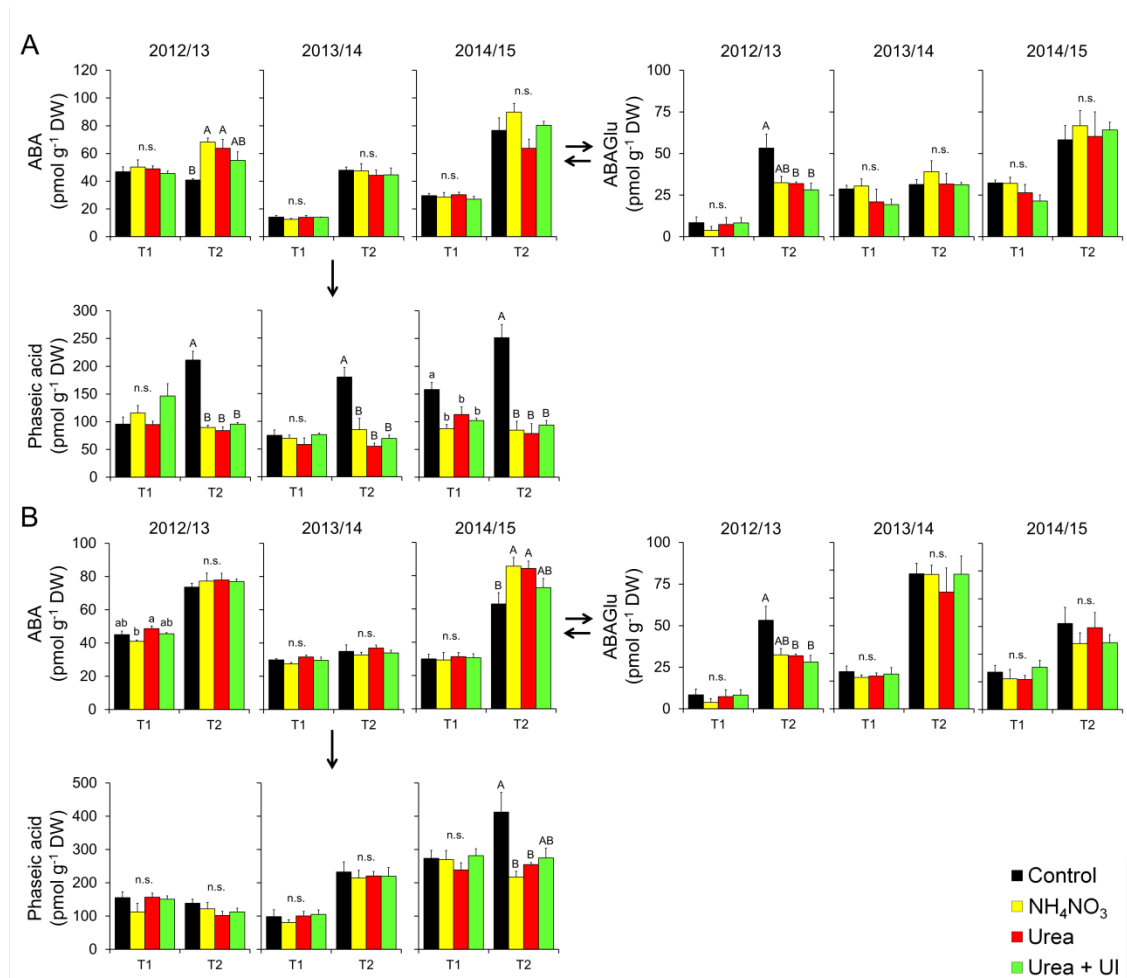 A
2012/13 2013/14 2014/15 2012/13 2013/14 2014/15
ABA
(pmol g⁻¹ DW)
120
100
80
60
40
20
0
n.s. B A A AB
n.s.
n.s.
T1 T2 T1 T2 T1 T2
ABAGlu
(pmol g⁻¹ DW)
100
75
50
25
0
n.s. A AB B B
n.s.
n.s.
T1 T2 T1 T2 T1 T2
Phaseic acid
(pmol g⁻¹ DW)
300
250
200
150
100
50
0
n.s. A B B B
n.s. A B B B
a b b b A B B B
T1 T2 T1 T2 T1 T2
B
2012/13 2013/14 2014/15 2012/13 2013/14 2014/15
ABA
(pmol g⁻¹ DW)
100
80
60
40
20
0
ab b a ab n.s.
n.s. n.s.
n.s. B A A AB
T1 T2 T1 T2 T1 T2
ABAGlu
(pmol g⁻¹ DW)
100
75
50
25
0
n.s. A AB B B
n.s. n.s.
n.s. n.s.
T1 T2 T1 T2 T1 T2
Phaseic acid
(pmol g⁻¹ DW)
500
400
300
200
100
0
n.s. n.s.
n.s. n.s.
n.s. A B B AB
T1 T2 T1 T2 T1 T2
Control
NH₄NO₃
Urea
Urea + UI